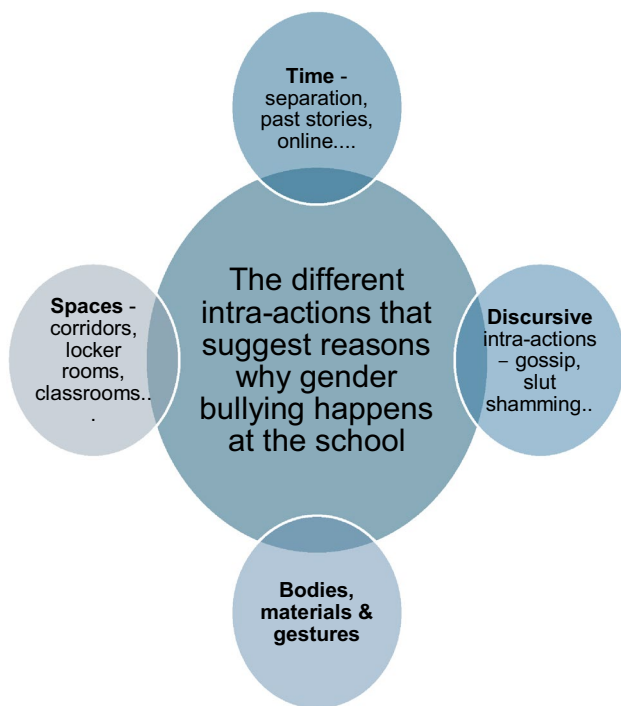 Time -
separation,
past stories,
online....
The different
intra-actions that
suggest reasons
why gender
bullying happens
at the school
Spaces -
corridors,
locker
rooms,
classrooms..
.
Discursive
intra-actions
– gossip,
slut
shamming..
Bodies,
materials &
gestures